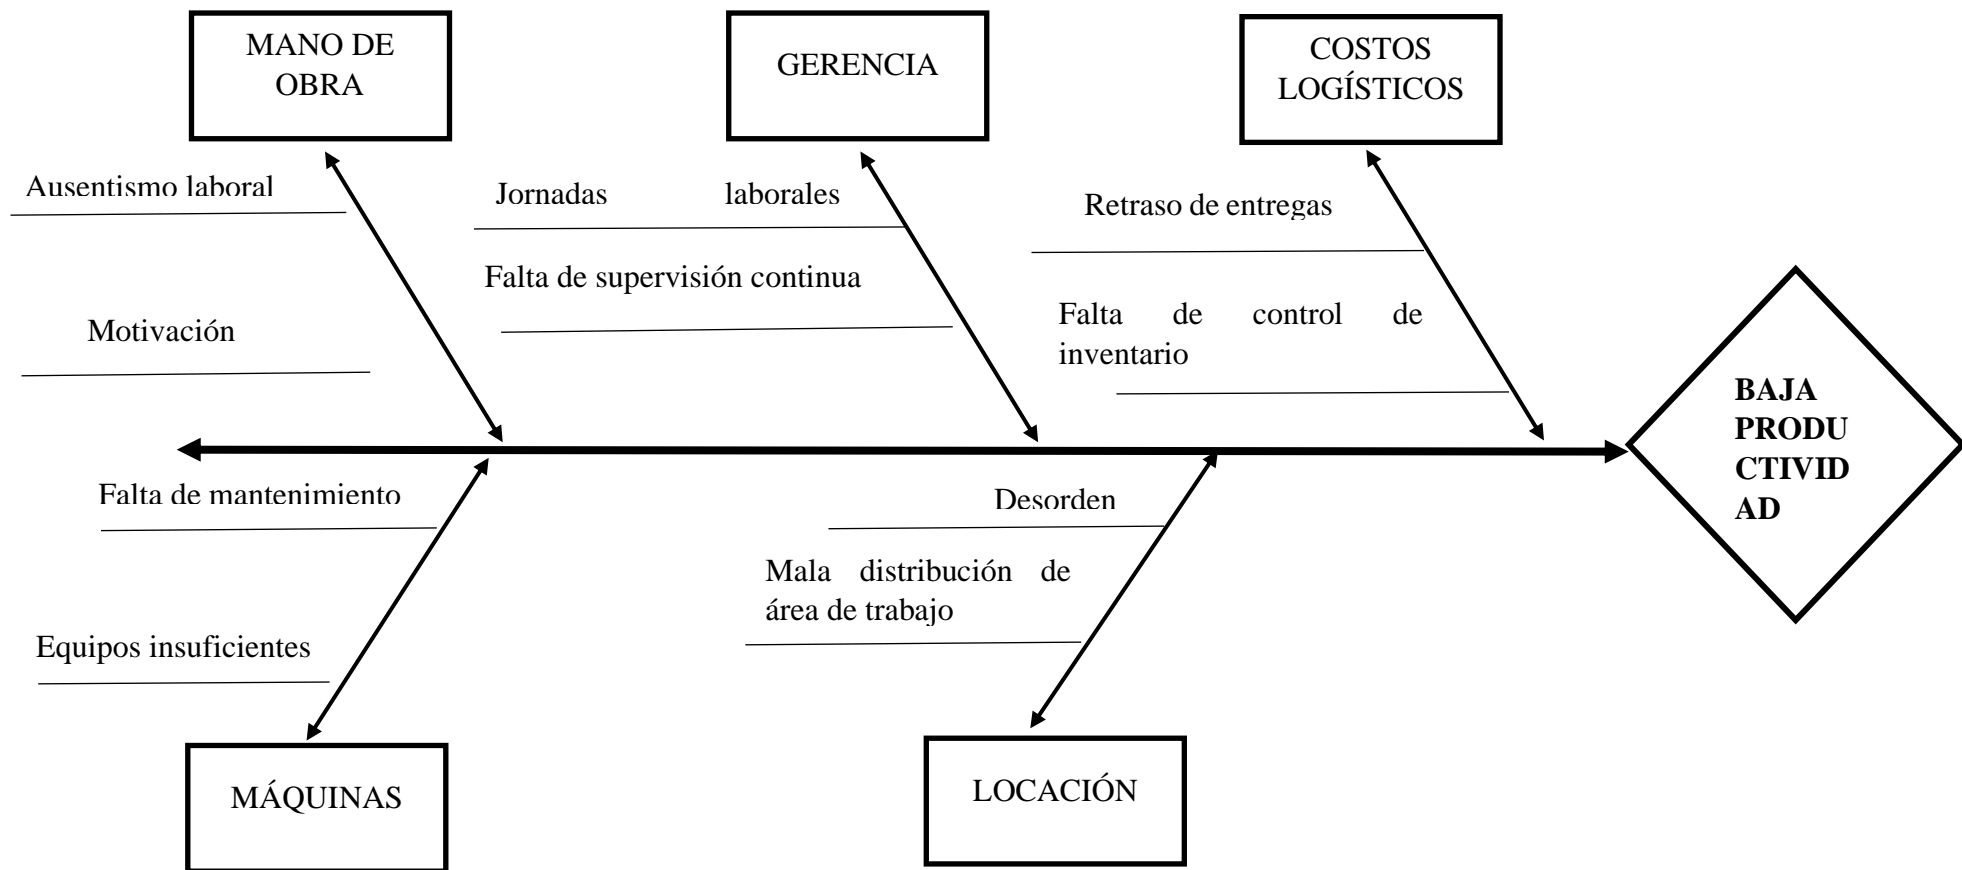 MANO DE
OBRA
GERENCIA
COSTOS
LOGÍSTICOS
Ausentismo laboral
Jornadas laborales
Retraso de entregas
Falta de supervisión continua
Motivación
Falta de control de
inventario
BAJA
PRODU
CTIVID
AD
Falta de mantenimiento
Desorden
Mala distribución de
área de trabajo
Equipos insuficientes
MÁQUINAS
LOCACIÓN